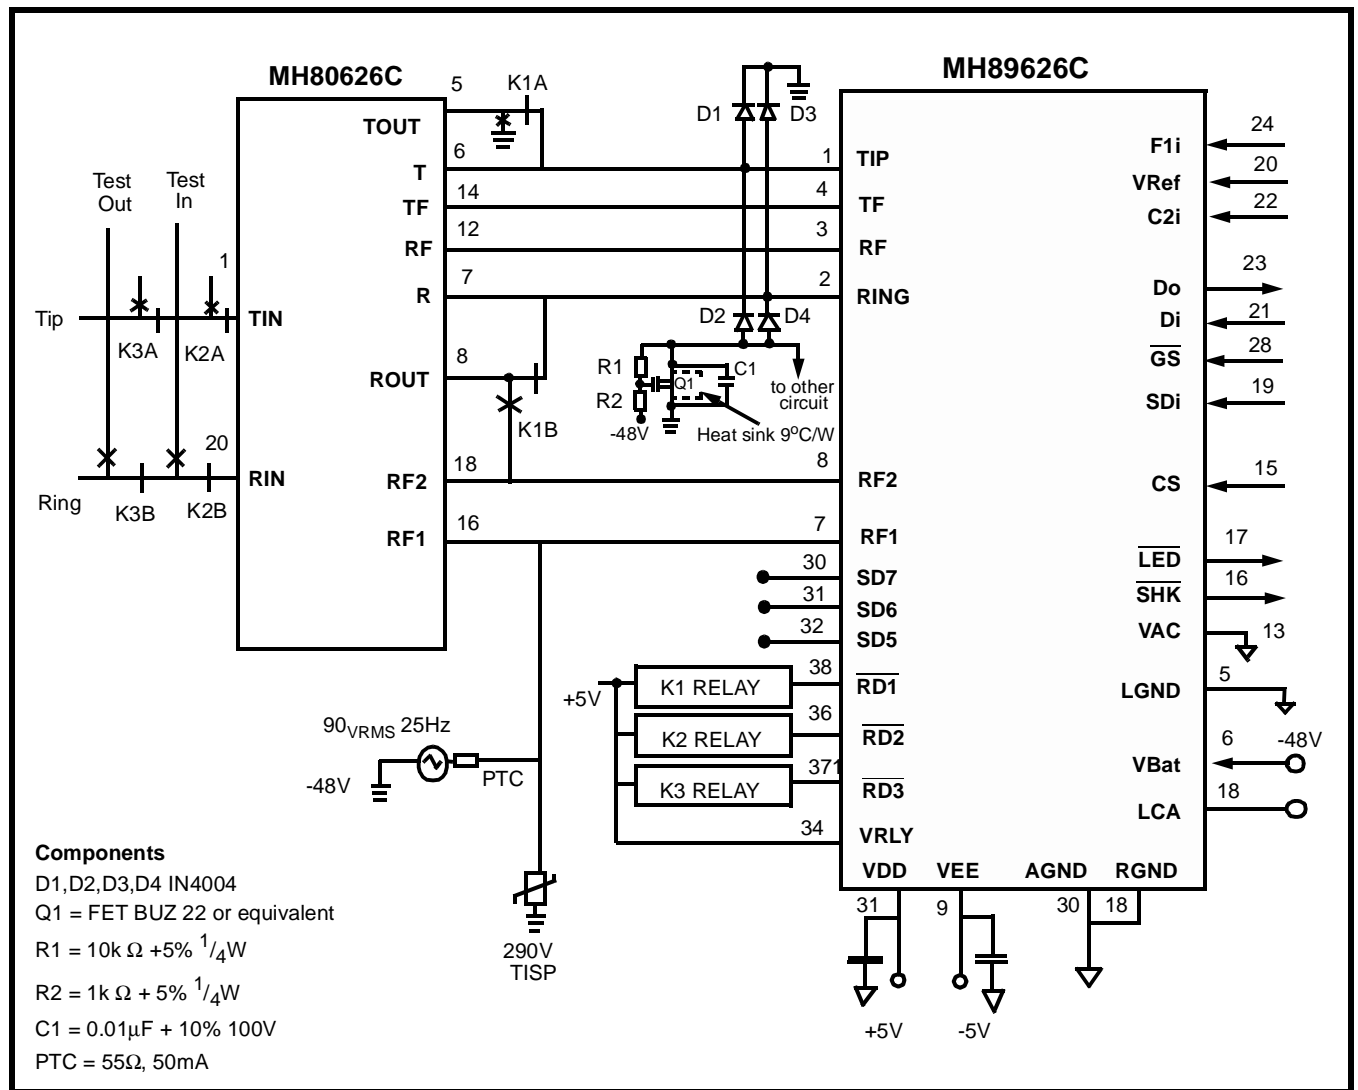 MH80626C
MH89626C
5
K1A
TOUT
6
T
14
TF
12
RF
7
R
8
ROUT
K1B
18
RF2
16
RF1
Test Out
Test In
1
TIN
Tip
K3A
K2A
20
RIN
Ring
K3B
K2B
D1
D3
D2
D4
R1
R2
Q1
C1
-48V
to other circuit
Heat sink 9°C/W
1
TIP
4
TF
3
RF
2
RING
8
RF2
7
RF1
30
SD7
31
SD6
32
SD5
+5V
K1 RELAY
38
RD1
K2 RELAY
36
RD2
K3 RELAY
371
RD3
34
VRLY
24
F1i
20
VRef
22
C2i
23
Do
21
Di
28
GS
19
SDi
15
CS
17
LED
16
SHK
VAC
13
5
LGND
6
-48V
VBat
18
LCA
VDD
VEE
AGND
RGND
31
9
30
18
+5V
-5V
90VRMS 25Hz
-48V
PTC
290V
TISP
Components
D1,D2,D3,D4 IN4004
Q1 = FET BUZ 22 or equivalent
R1 = 10k Ω +5% 1/4W
R2 = 1k Ω + 5% 1/4W
C1 = 0.01μF + 10% 100V
PTC = 55Ω, 50mA